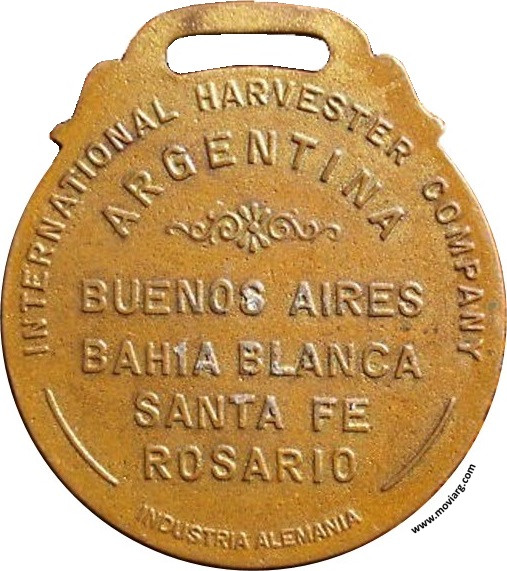 INTERNATIONAL HARVESTER COMPANY
ARGENTINA
BUENOS AIRES
BAHIA BLANCA
SANTA FE
ROSARIO
INDUSTRIA ALEMANIA
www.moviarg.com